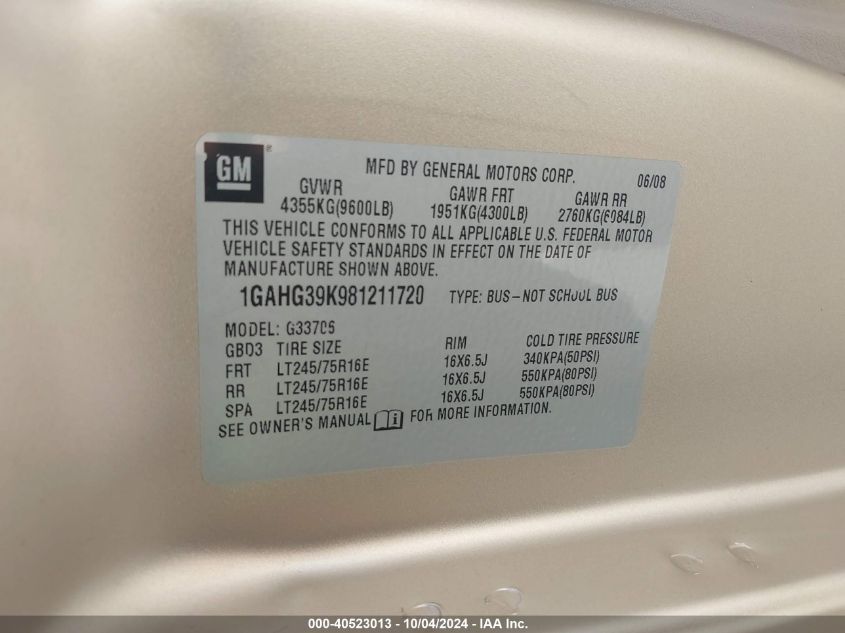 GM
MFD BY GENERAL MOTORS CORP. 06/08
GVWR GAWR FRT GAWR RR
4355KG(9600LB) 1951KG(4300LB) 2760KG(6084LB)
THIS VEHICLE CONFORMS TO ALL APPLICABLE U.S. FEDERAL MOTOR
VEHICLE SAFETY STANDARDS IN EFFECT ON THE DATE OF
MANUFACTURE SHOWN ABOVE.
1GAHG39K981211720 TYPE: BUS-NOT SCHOOL BUS
MODEL: G33706
GBD3 TIRE SIZE RIM COLD TIRE PRESSURE
FRT LT245/75R16E 16X6.5J 340KPA(50PSI)
RR LT245/75R16E 16X6.5J 550KPA(80PSI)
SPA LT245/75R16E 16X6.5J 550KPA(80PSI)
SEE OWNER'S MANUAL i FOR MORE INFORMATION.
000-40523013 - 10/04/2024 - IAA Inc.